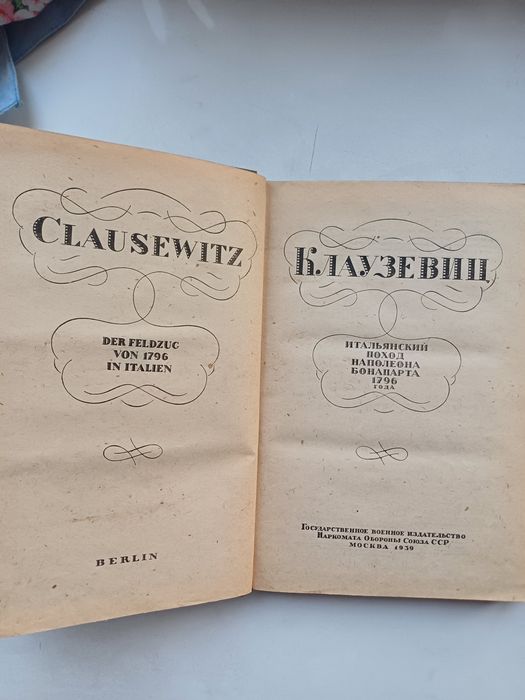 CLAUSEWITZ
DER FELDZUG
VON 1796
IN ITALIEN
BERLIN
КЛАУЗЕВИЦ
ИТАЛЬЯНСКИЙ
ПОХОД
НАПОЛЕОНА
БОНАПАРТА
1796
ГОДА
ГОСУДАРСТВЕННОЕ ВОЕННОЕ ИЗДАТЕЛЬСТВО
НАРКОМАТА ОБОРОНЫ СОЮЗА ССР
МОСКВА 1939